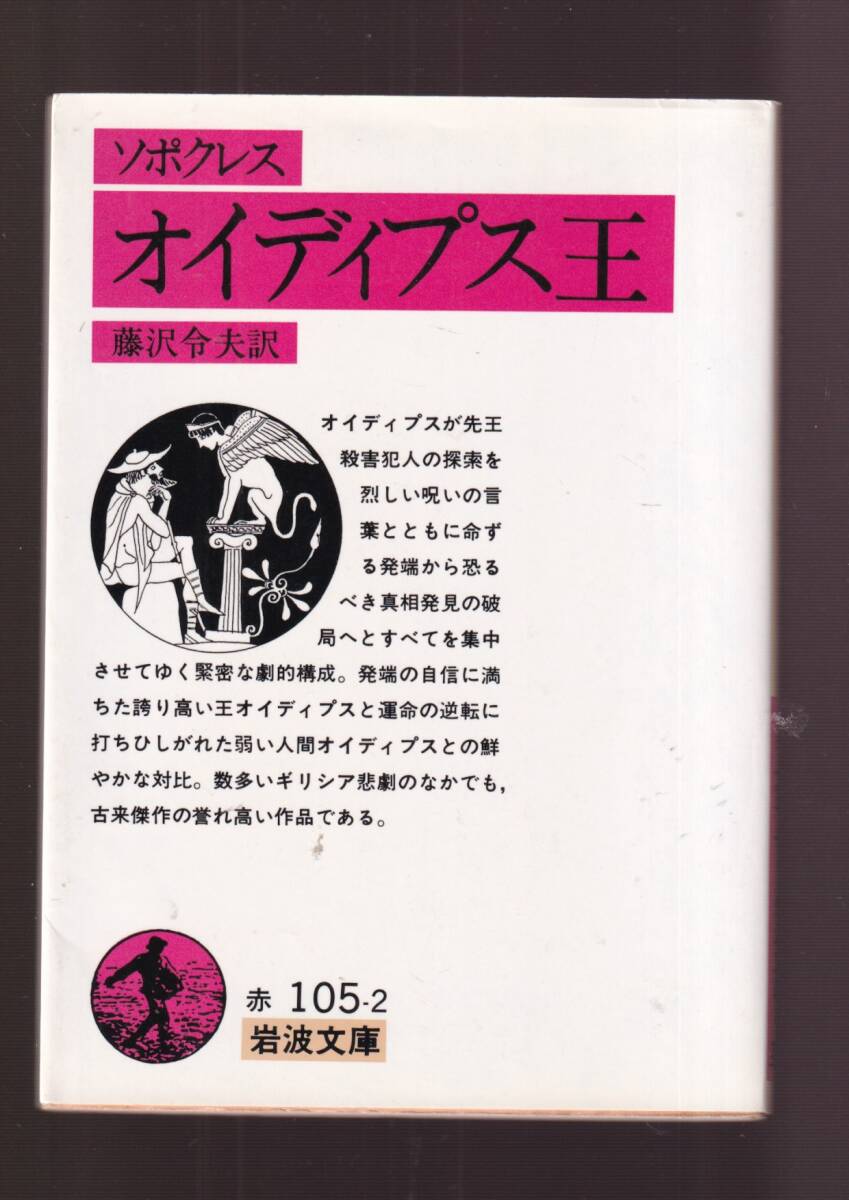 ソポクレス
オイディプス王
藤沢令夫訳
オイディプスが先王
殺害犯人の探索を
烈しい呪いの言
葉とともに命ず
る発端から恐る
べき真相発見の破
局へとすべてを集中
させてゆく緊密な劇的構成。発端の自信に満
ちた誇り高い王オイディプスと運命の逆転に
打ちひしがれた弱い人間オイディプスとの鮮
やかな対比。数多いギリシア悲劇のなかでも,
古来傑作の誉れ高い作品である。
赤 105-2
岩波文庫